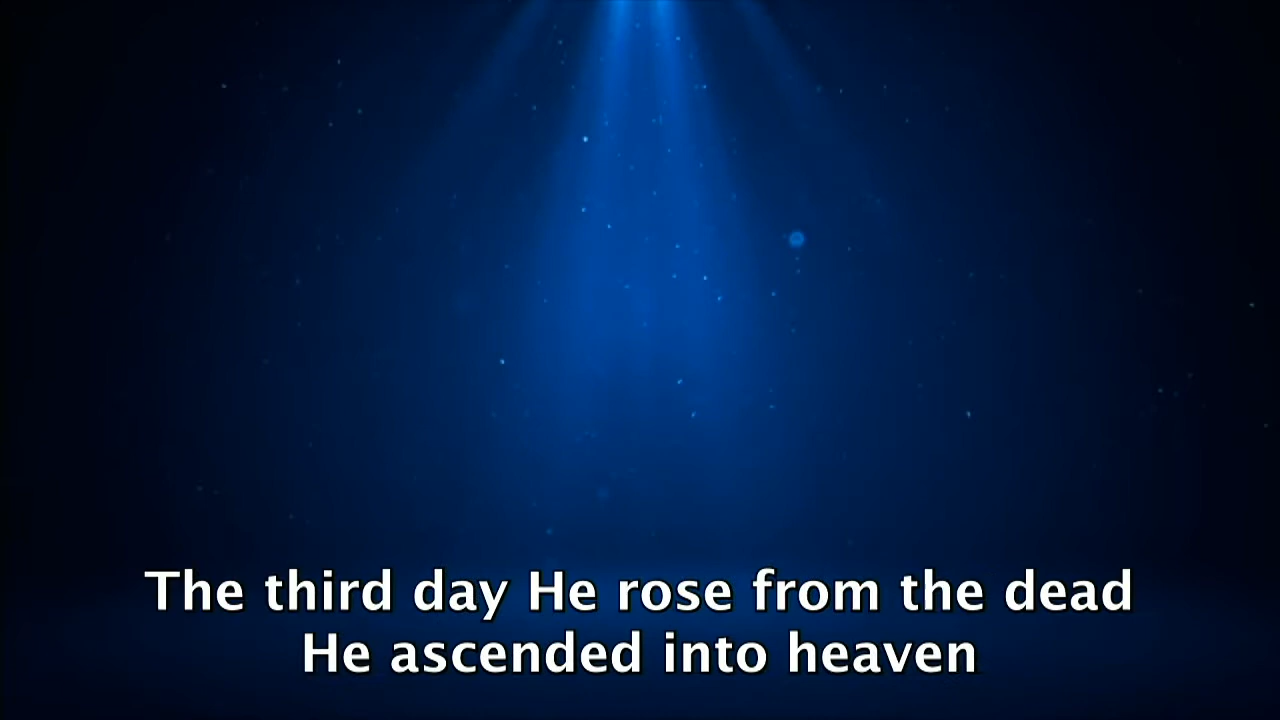 The third day He rose from the dead
He ascended into heaven